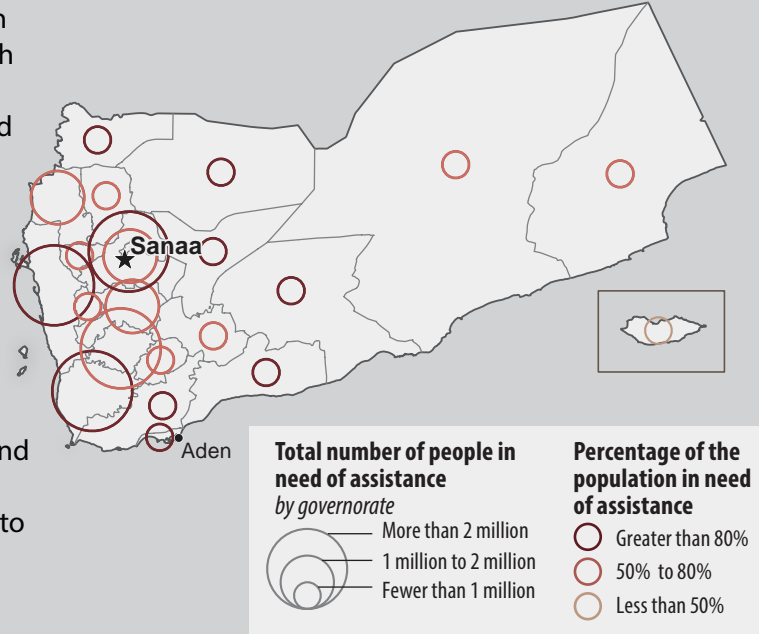 n
h
d
nd
to
Sanaa
Aden
Total number of people in
need of assistance
by governorate
More than 2 million
1 million to 2 million
Fewer than 1 million
Percentage of the
population in need
of assistance
Greater than 80%
50% to 80%
Less than 50%